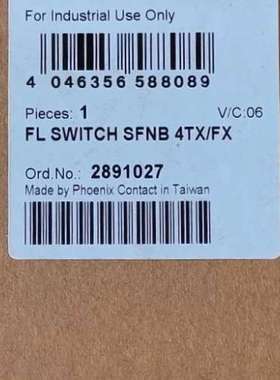 For Industrial Use Only
4 046356 588089
Pieces: 1 V/C:06
FL SWITCH SFNB 4TX/FX
Ord.No.: 2891027
Made by Phoenix Contact in Taiwan